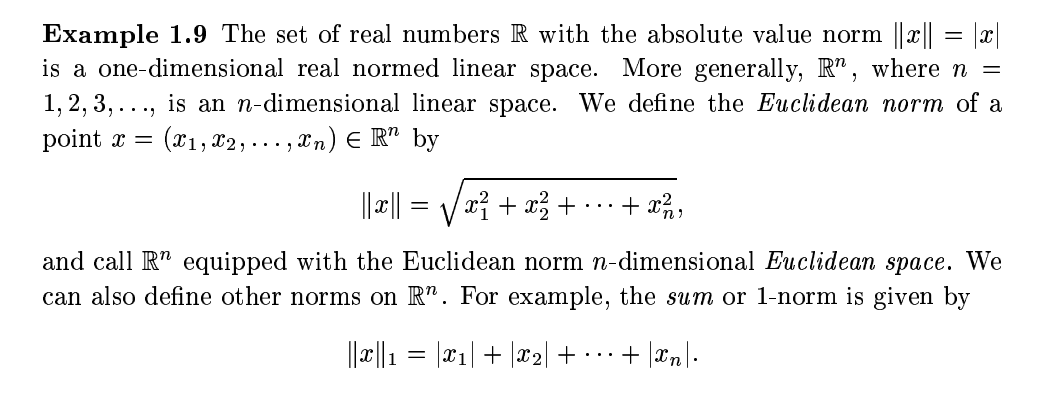 Example 1.9 The set of real numbers ℝ with the absolute value norm ‖x‖ = |x|
is a one-dimensional real normed linear space. More generally, ℝⁿ, where n =
1, 2, 3, . . ., is an n-dimensional linear space. We define the Euclidean norm of a
point x = (x₁, x₂, . . . , xₙ) ∈ ℝⁿ by
‖x‖ = √(x₁² + x₂² + · · · + xₙ²),
and call ℝⁿ equipped with the Euclidean norm n-dimensional Euclidean space. We
can also define other norms on ℝⁿ. For example, the sum or 1-norm is given by
‖x‖₁ = |x₁| + |x₂| + · · · + |xₙ|.